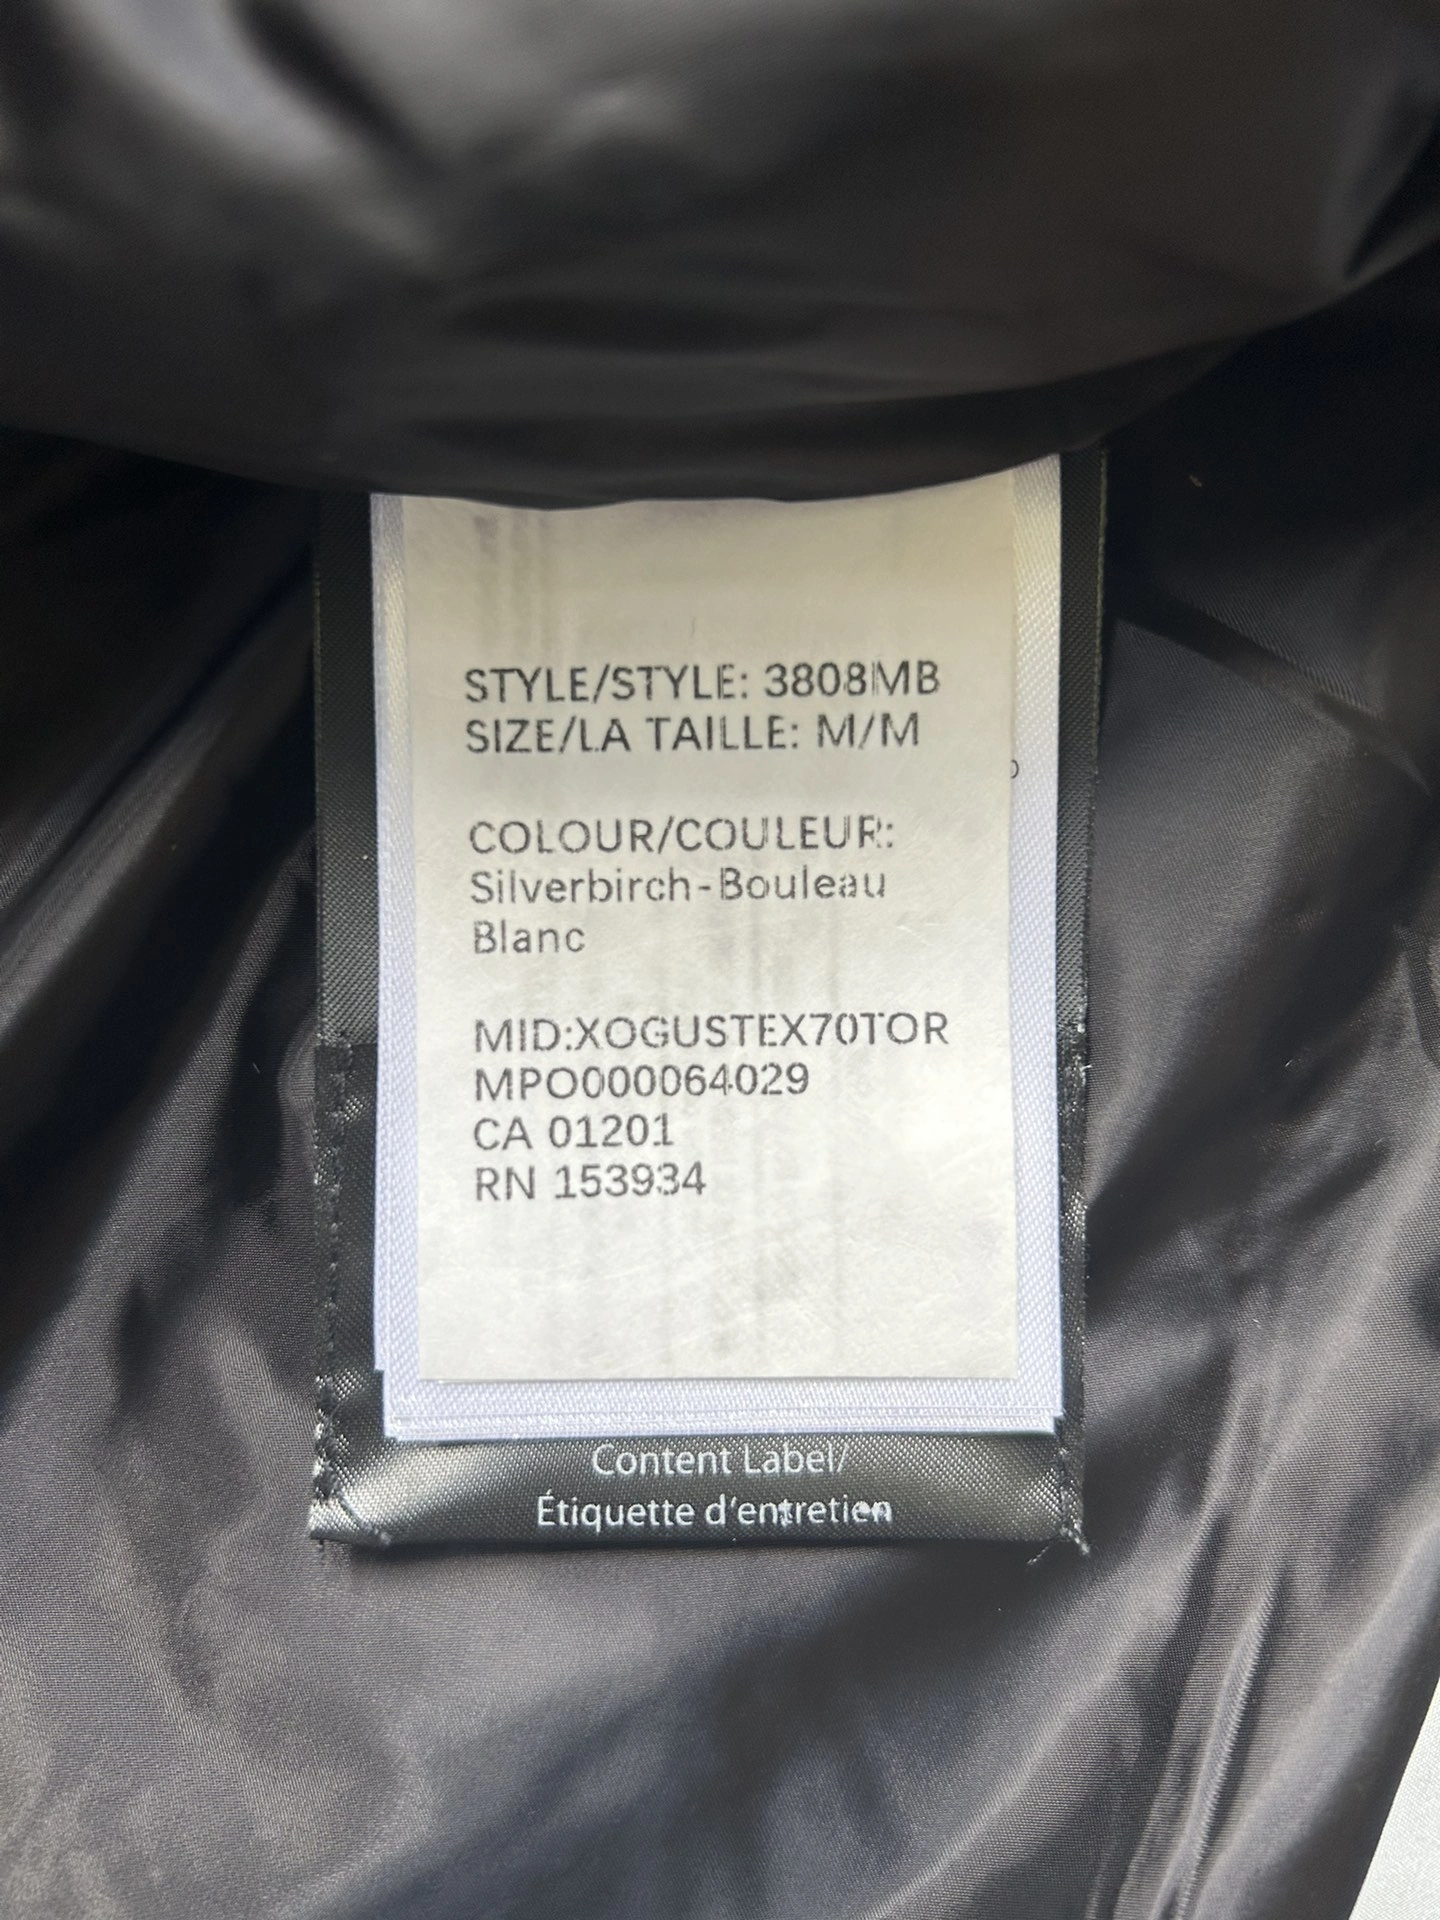 STYLE/STYLE: 3808MB
SIZE/LA TAILLE: M/M
COLOUR/COULEUR:
Silverbirch-Bouleau
Blanc
MID:XOGUSTEX70TOR
MPO000064029
CA 01201
RN 153934
Content Label/
Étiquette d'entretien